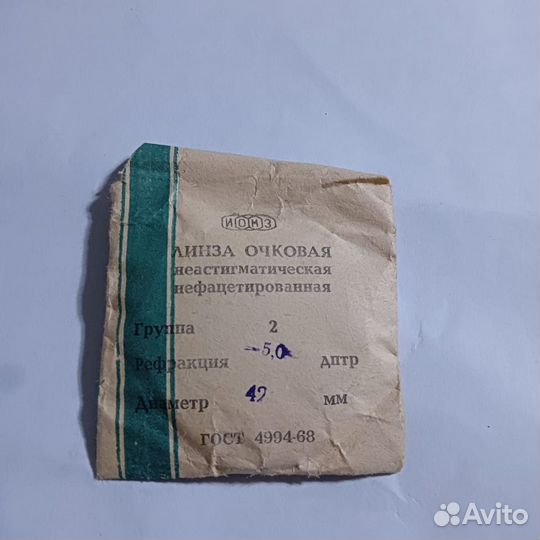 ИОМЗ
ЛИНЗА ОЧКОВАЯ
неастигматическая
нефацетированная
Группа 2
Рефракция -5,0 дптр
Диаметр 42 мм
ГОСТ 4994-68
Avito